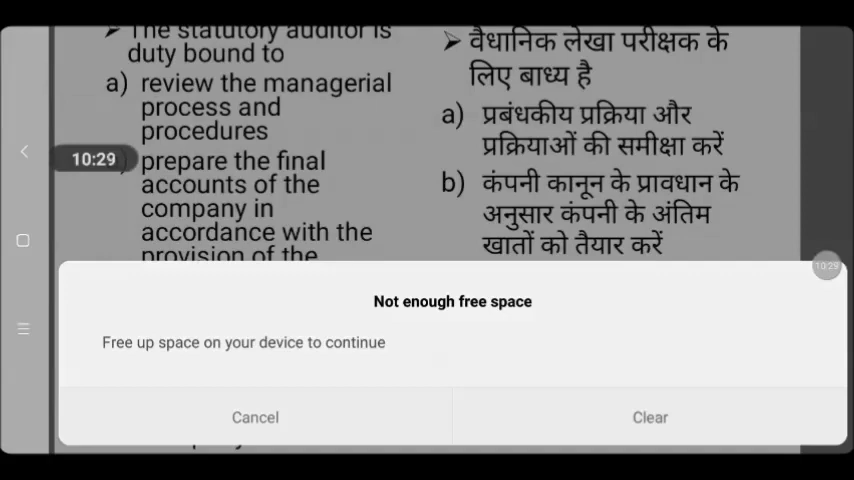 ➤ The statutory auditor is
duty bound to
a) review the managerial
process and
procedures
prepare the final
accounts of the
company in
accordance with the
provision of the
➤ वैधानिक लेखा परीक्षक के
लिए बाध्य है
a) प्रबंधकीय प्रक्रिया और
प्रक्रियाओं की समीक्षा करें
b) कंपनी कानून के प्रावधान के
अनुसार कंपनी के अंतिम
खातों को तैयार करें
10:29
10:29
Not enough free space
Free up space on your device to continue
Cancel
Clear